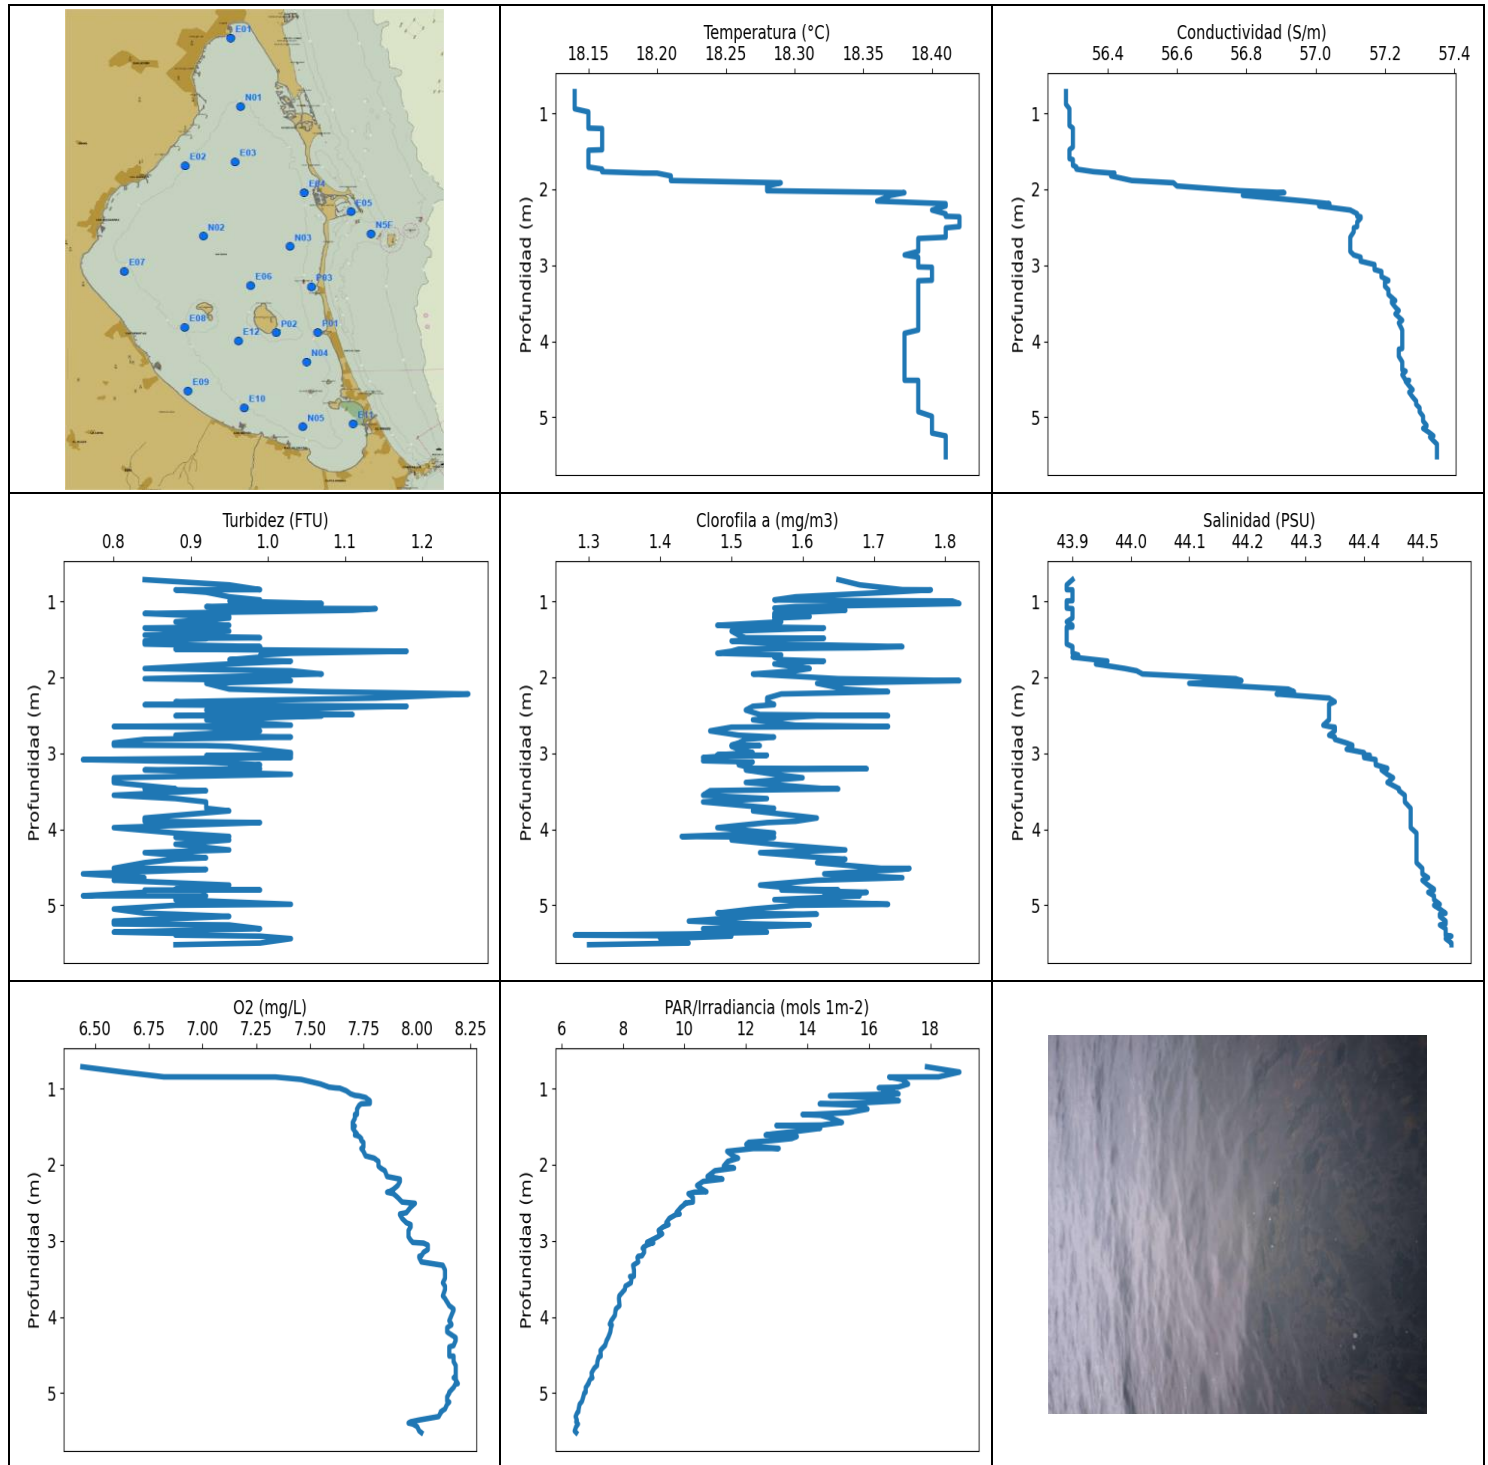 E01
N01
E02
E03
E04
E05
N5E
N02
N03
E07
E06
P03
E08
P02
P01
E12
N04
E09
E10
N05
E11
Temperatura (°C)
18.15 18.20 18.25 18.30 18.35 18.40
Profundidad (m)
1
2
3
4
5
Conductividad (S/m)
56.4 56.6 56.8 57.0 57.2 57.4
Profundidad (m)
1
2
3
4
5
Turbidez (FTU)
0.8 0.9 1.0 1.1 1.2
Profundidad (m)
1
2
3
4
5
Clorofila a (mg/m3)
1.3 1.4 1.5 1.6 1.7 1.8
Profundidad (m)
1
2
3
4
5
Salinidad (PSU)
43.9 44.0 44.1 44.2 44.3 44.4 44.5
Profundidad (m)
1
2
3
4
5
O2 (mg/L)
6.50 6.75 7.00 7.25 7.50 7.75 8.00 8.25
Profundidad (m)
1
2
3
4
5
PAR/Irradiancia (mols 1m-2)
6 8 10 12 14 16 18
Profundidad (m)
1
2
3
4
5